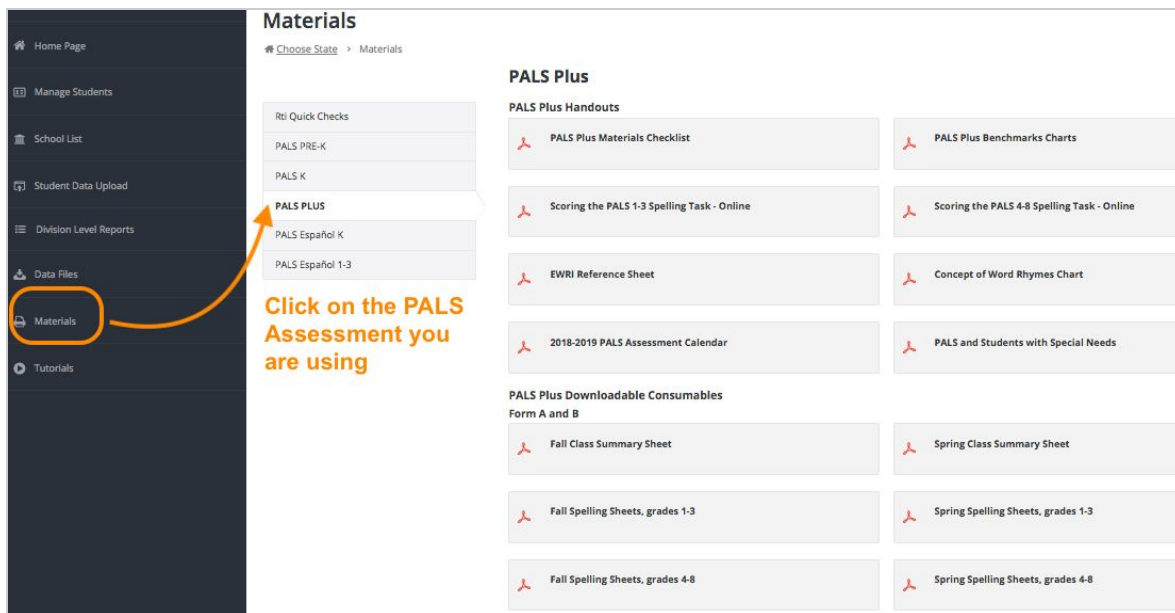 Materials
Choose State > Materials
Home Page
Manage Students
School List
Student Data Upload
Division Level Reports
Data Files
Materials
Tutorials
Rti Quick Checks
PALS PRE-K
PALS K
PALS PLUS
PALS Español K
PALS Español 1-3
Click on the PALS
Assessment you
are using
PALS Plus
PALS Plus Handouts
PALS Plus Materials Checklist
PALS Plus Benchmarks Charts
Scoring the PALS 1-3 Spelling Task - Online
Scoring the PALS 4-8 Spelling Task - Online
EWRI Reference Sheet
Concept of Word Rhymes Chart
2018-2019 PALS Assessment Calendar
PALS and Students with Special Needs
PALS Plus Downloadable Consumables
Form A and B
Fall Class Summary Sheet
Spring Class Summary Sheet
Fall Spelling Sheets, grades 1-3
Spring Spelling Sheets, grades 1-3
Fall Spelling Sheets, grades 4-8
Spring Spelling Sheets, grades 4-8